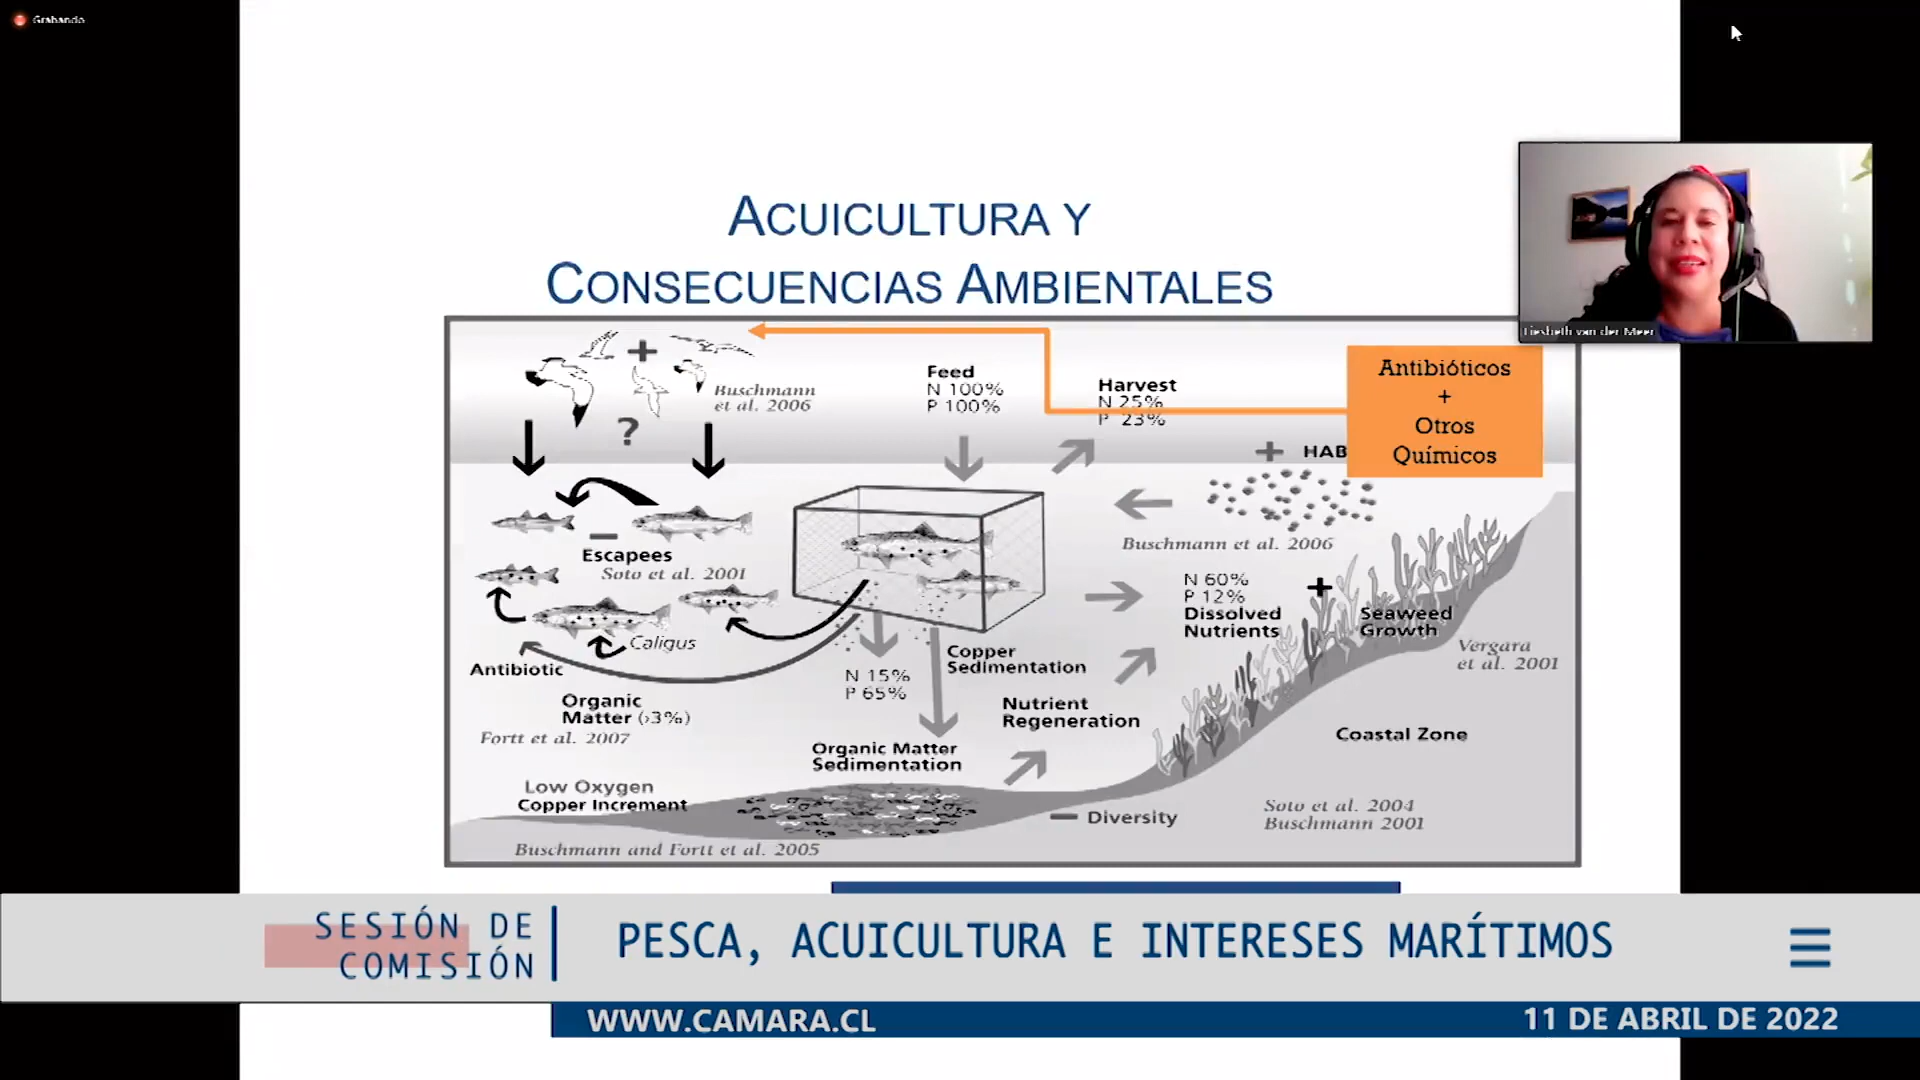 Grabando
ACUICULTURA Y
CONSECUENCIAS AMBIENTALES
Liesbeth van der Meer
Antibióticos
+
Otros
Químicos
+
Buschmann
et al. 2006
?
Feed
N 100%
P 100%
Harvest
N 25%
P 23%
+ HAB
Escapees
Soto et al. 2001
Buschmann et al. 2006
N 60%
P 12%
Dissolved
Nutrients
+
Seaweed
Growth
Vergara
et al. 2001
Caligus
Antibiotic
Organic
Matter (›3%)
Fortt et al. 2007
N 15%
P 65%
Copper
Sedimentation
Nutrient
Regeneration
Organic Matter
Sedimentation
Coastal Zone
Low Oxygen
Copper Increment
Diversity
Soto et al. 2004
Buschmann 2001
Buschmann and Fortt et al. 2005
SESIÓN DE
COMISIÓN
PESCA, ACUICULTURA E INTERESES MARÍTIMOS
WWW.CAMARA.CL
11 DE ABRIL DE 2022